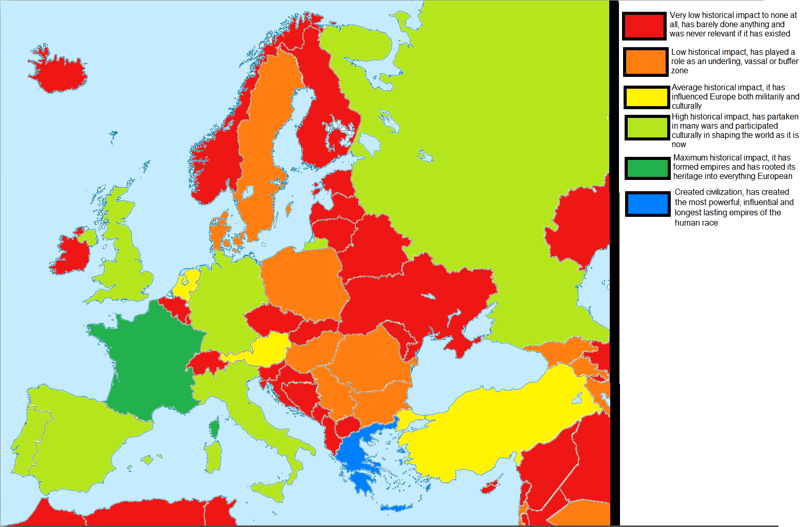 Very low historical impact to none at
all, has barely done anything and
was never relevant if it has existed
Low historical impact, has played a
role as an underling, vassal or buffer
zone
Average historical impact, it has
influenced Europe both militarily and
culturally
High historical impact, has partaken
in many wars and participated
culturally in shaping the world as it is
now
Maximum historical impact, it has
formed empires and has rooted its
heritage into everything European
Created civilization, has created
the most powerful, influential and
longest lasting empires of the
human race